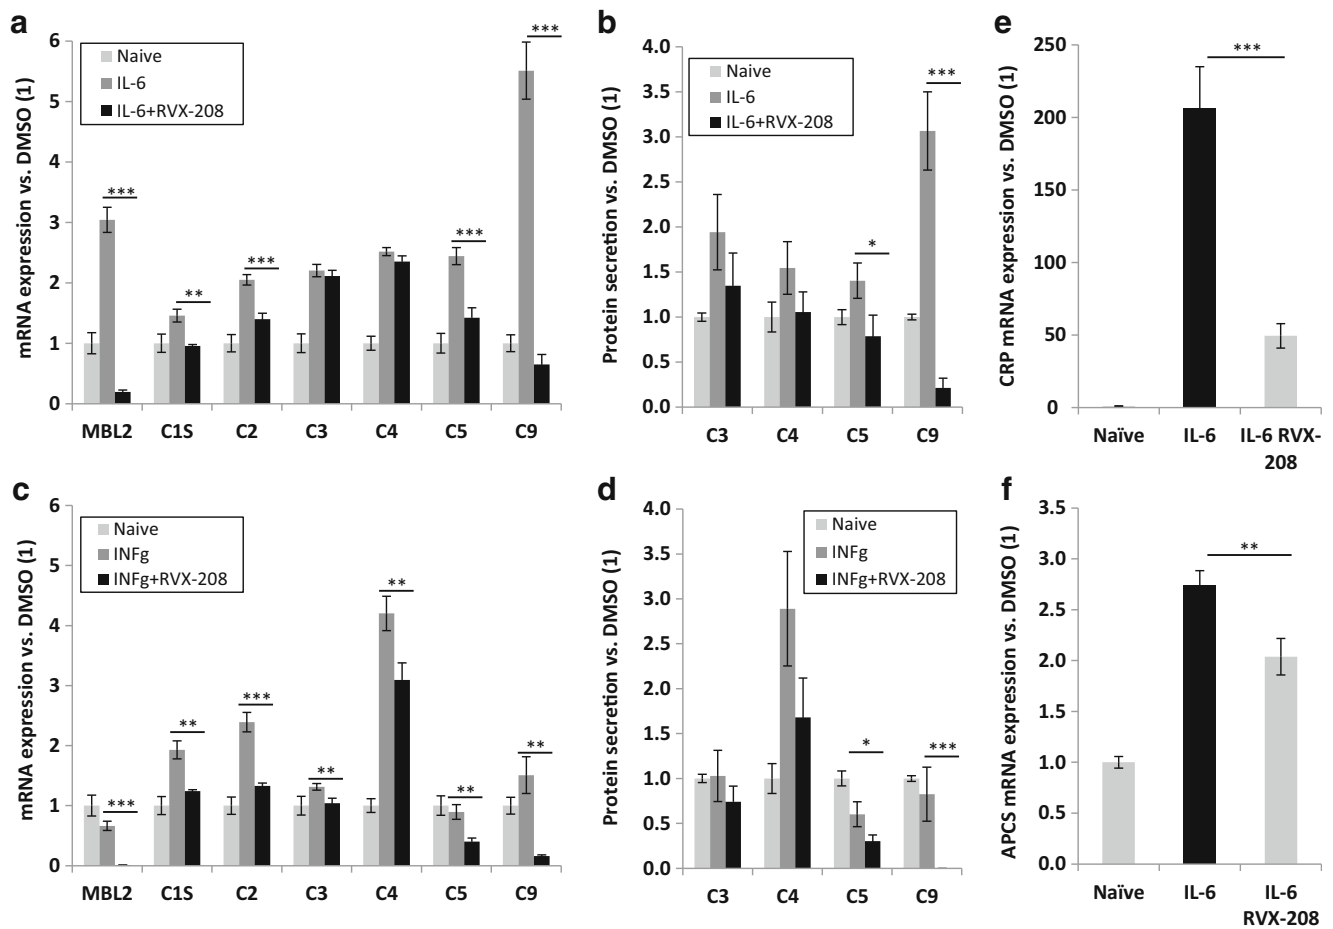 a
mRNA expression vs. DMSO (1)
6
5
4
3
2
1
0
Naive
IL-6
IL-6+RVX-208
***
**
***
***
***
MBL2 C1S C2 C3 C4 C5 C9
b
Protein secretion vs. DMSO (1)
4.0
3.5
3.0
2.5
2.0
1.5
1.0
0.5
0.0
Naive
IL-6
IL-6+RVX-208
*
***
C3 C4 C5 C9
e
CRP mRNA expression vs. DMSO (1)
250
200
150
100
50
0
***
Naïve IL-6 IL-6 RVX-
208
c
mRNA expression vs. DMSO (1)
6
5
4
3
2
1
0
Naive
INFg
INFg+RVX-208
***
**
***
**
**
**
**
MBL2 C1S C2 C3 C4 C5 C9
d
Protein secretion vs. DMSO (1)
4.0
3.5
3.0
2.5
2.0
1.5
1.0
0.5
0.0
Naive
INFg
INFg+RVX-208
*
***
C3 C4 C5 C9
f
APCS mRNA expression vs. DMSO (1)
3.5
3.0
2.5
2.0
1.5
1.0
0.5
0.0
**
Naïve IL-6 IL-6
RVX-208